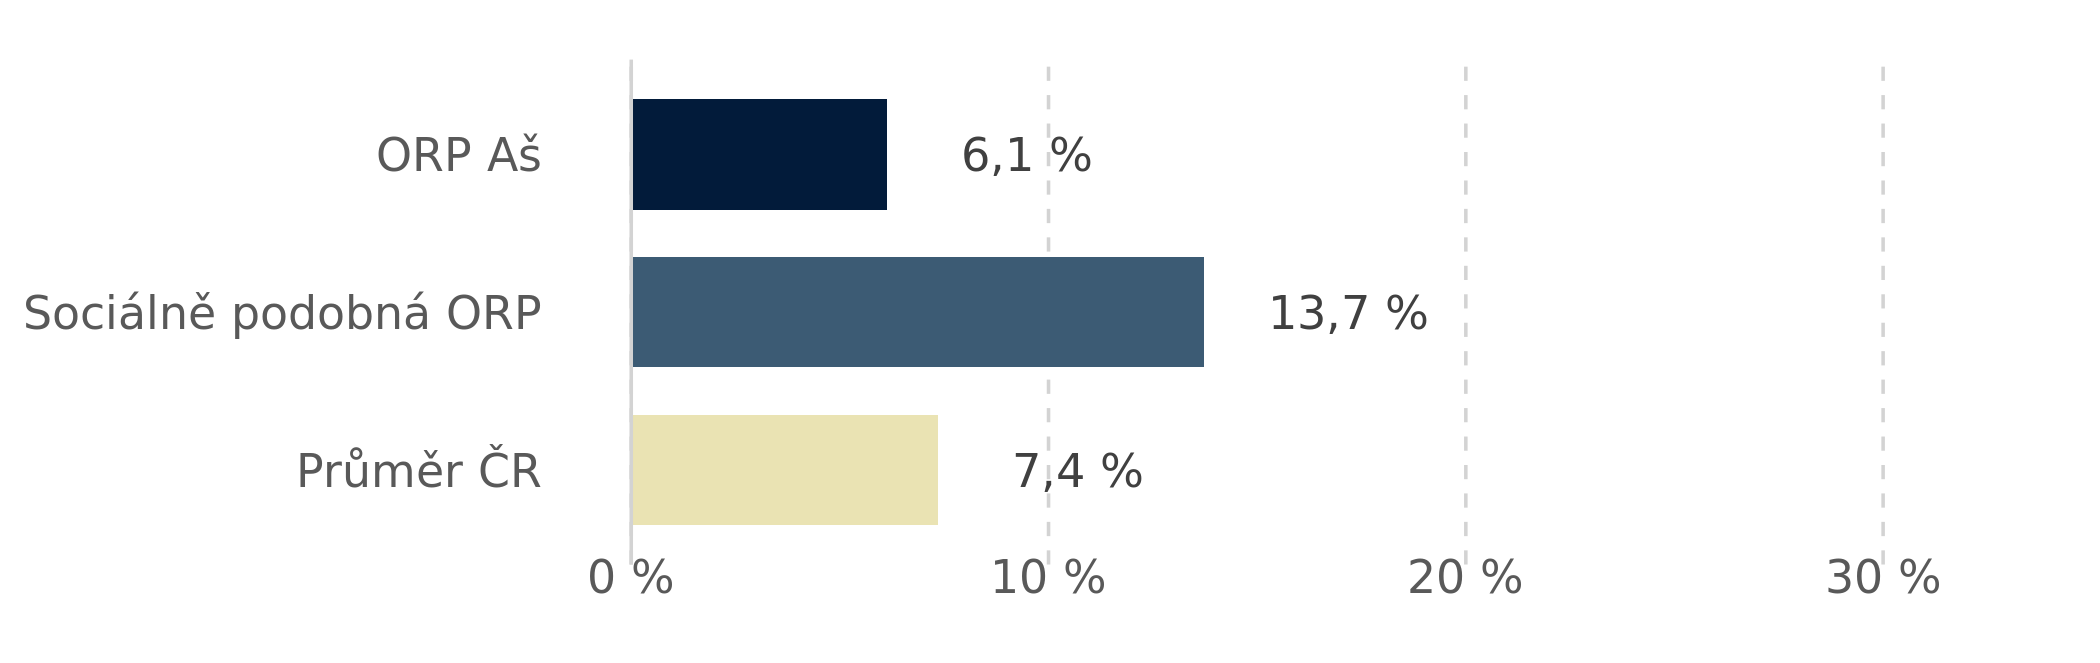 ORP Aš
6,1 %
Sociálně podobná ORP
13,7 %
Průměr ČR
7,4 %
0 % 10 % 20 % 30 %